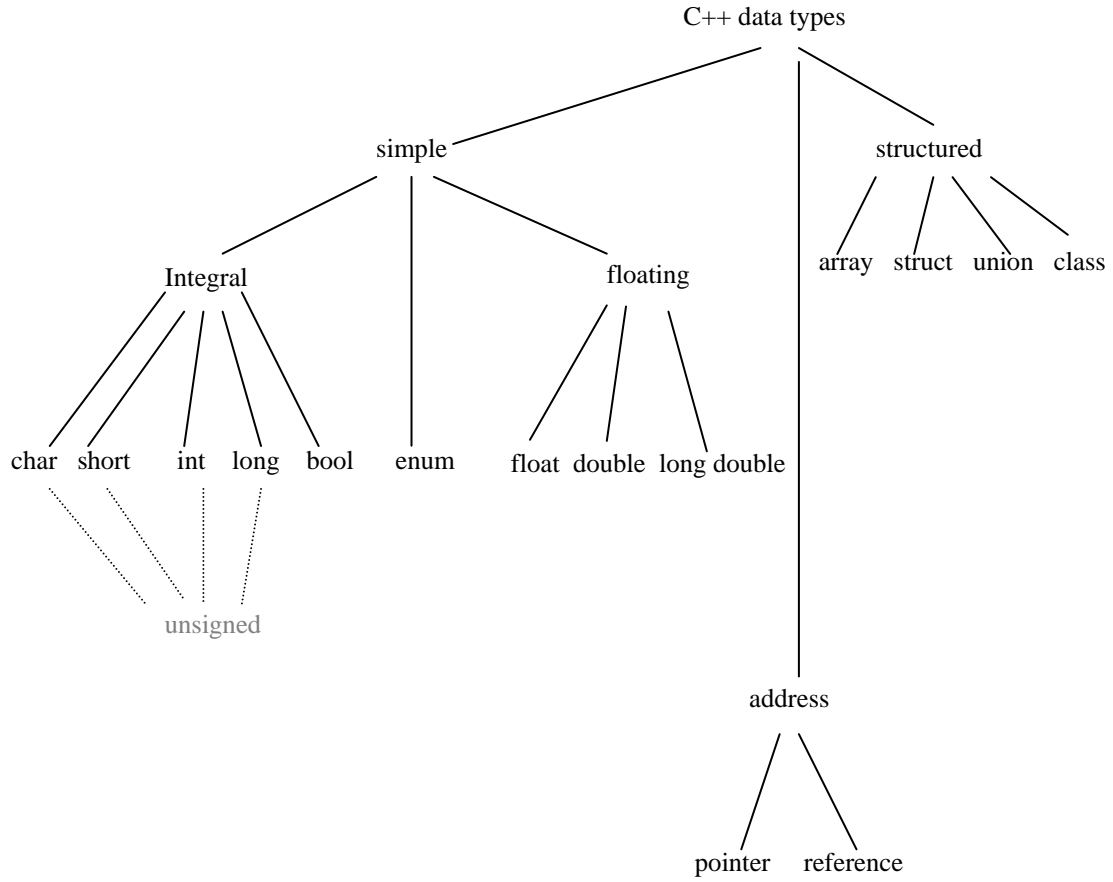 C++ data types
simple
structured
array struct union class
Integral
floating
char short int long bool enum float double long double
unsigned
address
pointer reference